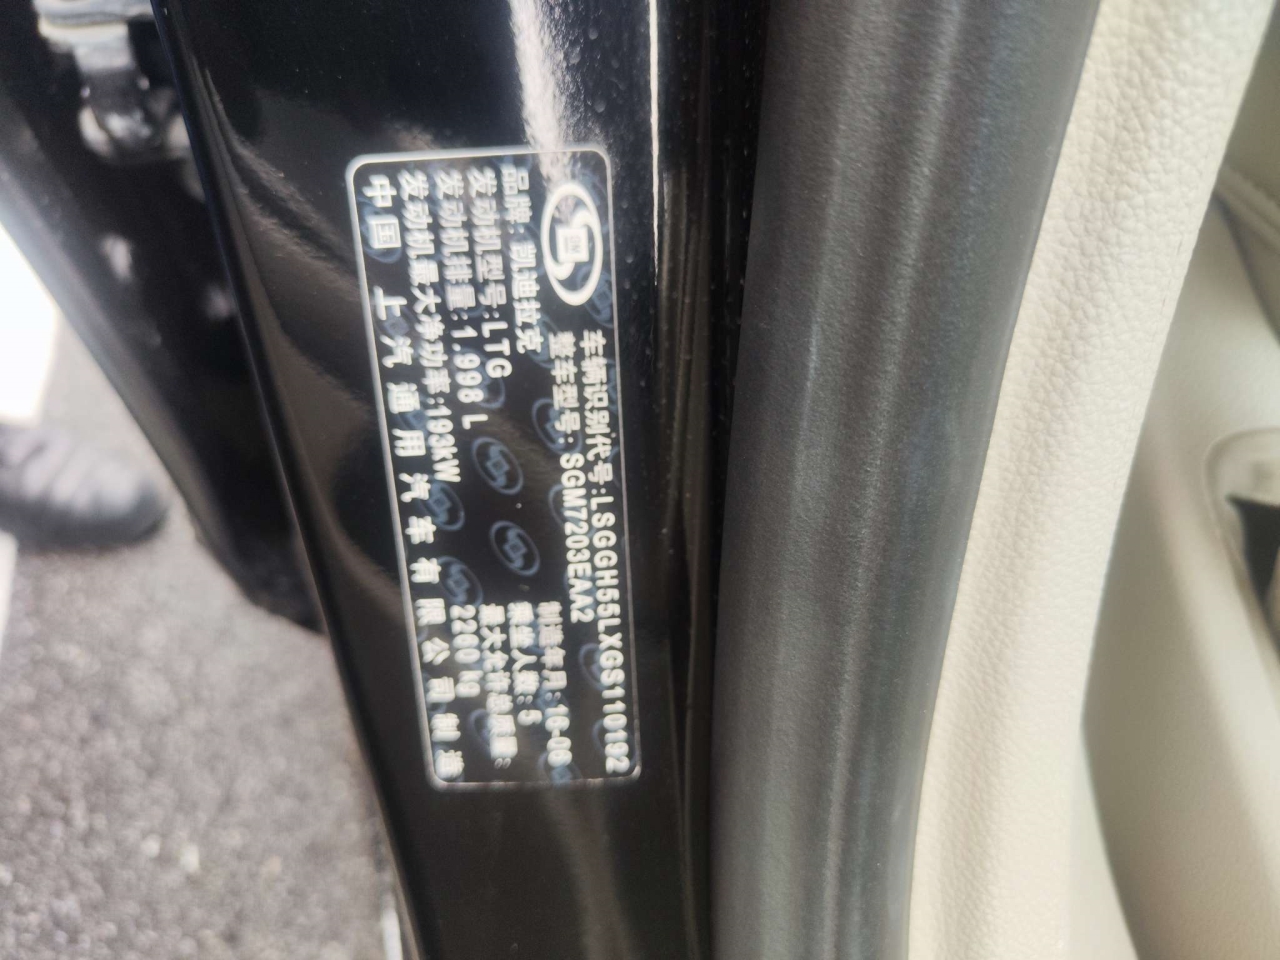 车辆识别代号:LSGGH55LXGS110192
整车型号:SGM7203EAA2
品牌:凯迪拉克
制造年月:16-08
发动机型号:LTG
乘坐人数:5
发动机排量:1.998 L
最大允许总质量:
发动机最大净功率:193kW
2200kg
中国 上汽通用汽车有限公司制造